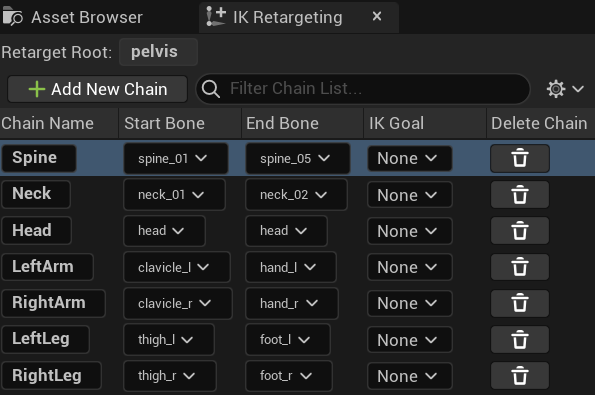 Asset Browser IK Retargeting
Retarget Root: pelvis
Add New Chain Filter Chain List...
Chain Name Start Bone End Bone IK Goal Delete Chain
Spine spine_01 spine_05 None
Neck neck_01 neck_02 None
Head head head None
LeftArm clavicle_l hand_l None
RightArm clavicle_r hand_r None
LeftLeg thigh_l foot_l None
RightLeg thigh_r foot_r None